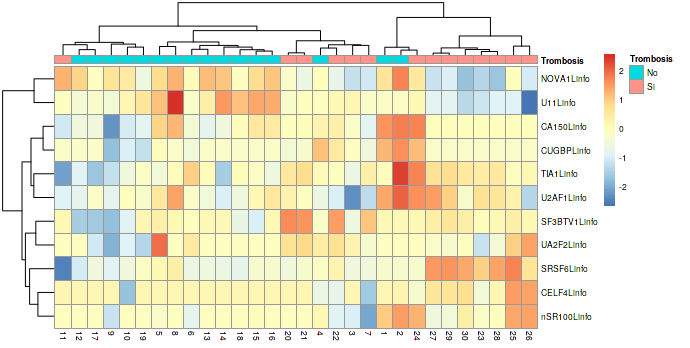 Trombosis
Trombosis
No
SI
2
1
0
-1
-2
NOVA1Linfo
U11Linfo
CA150Linfo
CUGBPLinfo
TIA1Linfo
U2AF1Linfo
SF3BTV1Linfo
UA2F2Linfo
SRSF6Linfo
CELF4Linfo
nSR100Linfo
11 12 17 9 10 19 5 8 6 13 14 18 15 16 20 21 4 22 3 7 1 2 24 27 29 30 23 28 25 26